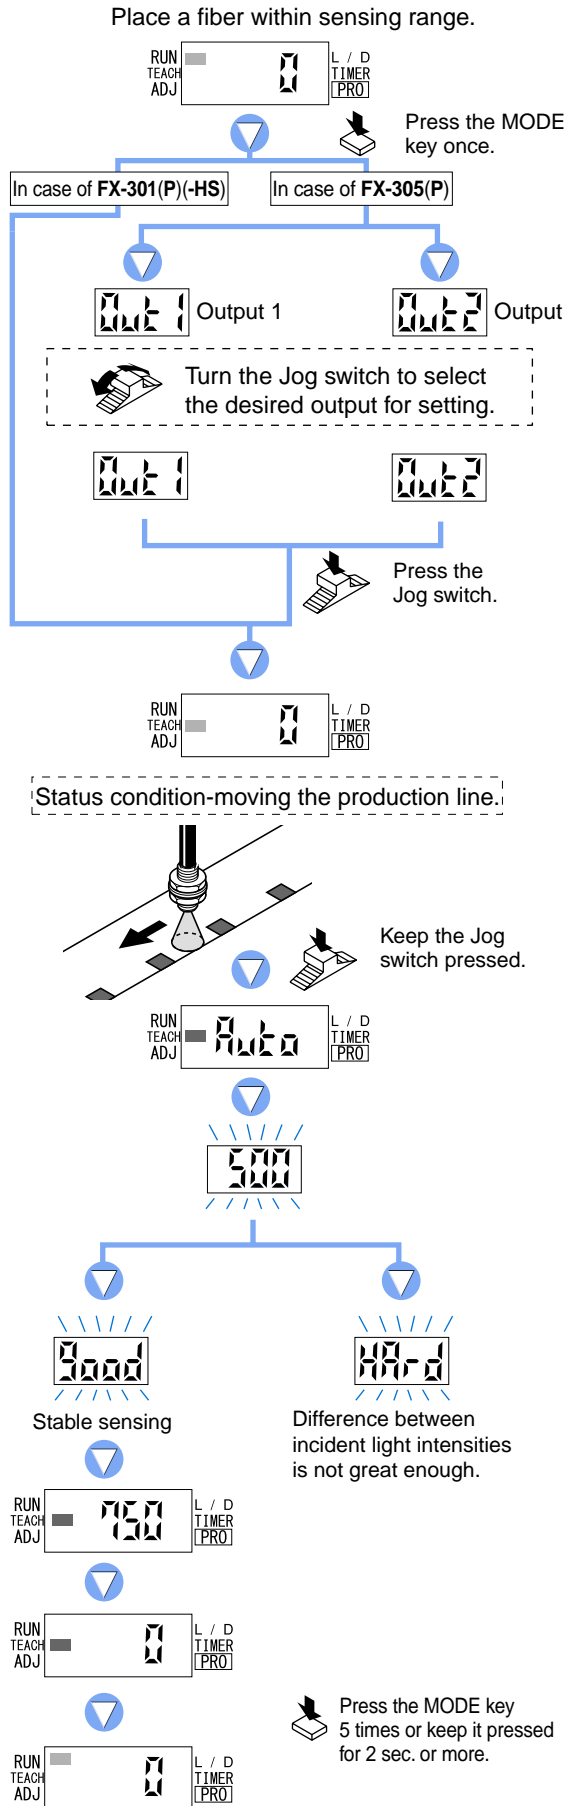 Place a fiber within sensing range.
RUN
TEACH
ADJ
0
L / D
TIMER
PRO
Press the MODE
key once.
In case of FX-301(P)(-HS)
In case of FX-305(P)
Out1
Output 1
Out2
Output
Turn the Jog switch to select
the desired output for setting.
Out1
Out2
Press the
Jog switch.
RUN
TEACH
ADJ
0
L / D
TIMER
PRO
Status condition-moving the production line.
Keep the Jog
switch pressed.
RUN
TEACH
ADJ
Auto
L / D
TIMER
PRO
500
good
HArd
Stable sensing
Difference between
incident light intensities
is not great enough.
RUN
TEACH
ADJ
750
L / D
TIMER
PRO
RUN
TEACH
ADJ
0
L / D
TIMER
PRO
Press the MODE key
5 times or keep it pressed
for 2 sec. or more.
RUN
TEACH
ADJ
0
L / D
TIMER
PRO